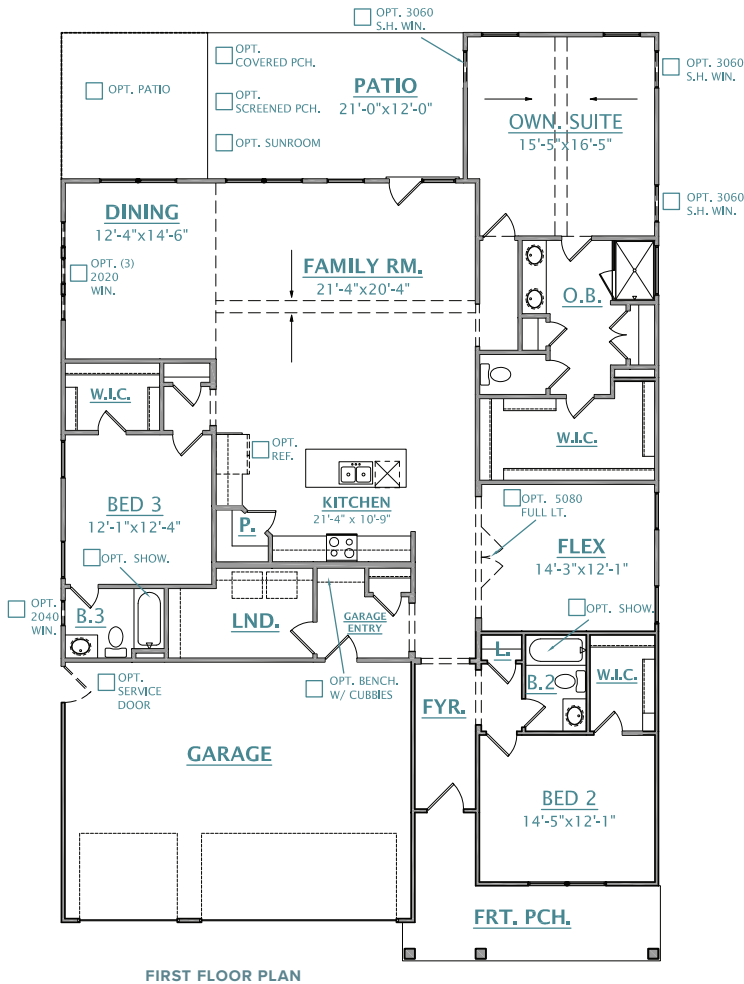 OPT. 3060
S.H. WIN.
OPT.
COVERED PCH.
OPT. PATIO
PATIO
21'-0"x12'-0"
OPT.
SCREENED PCH.
OPT. SUNROOM
OPT. 3060
S.H. WIN.
OWN. SUITE
15'-5"x16'-5"
OPT. 3060
S.H. WIN.
DINING
12'-4"x14'-6"
OPT. (3)
2020
WIN.
FAMILY RM.
21'-4"x20'-4"
O.B.
W.I.C.
W.I.C.
OPT.
REF.
BED 3
12'-1"x12'-4"
KITCHEN
21'-4" x 10'-9"
P.
OPT. 5080
FULL LT.
FLEX
14'-3"x12'-1"
OPT. SHOW.
OPT. SHOW.
OPT.
2040
WIN.
B.3
LND.
GARAGE
ENTRY
L.
B.2
W.I.C.
OPT.
SERVICE
DOOR
OPT. BENCH.
W/ CUBBIES
FYR.
GARAGE
BED 2
14'-5"x12'-1"
FRT. PCH.
FIRST FLOOR PLAN